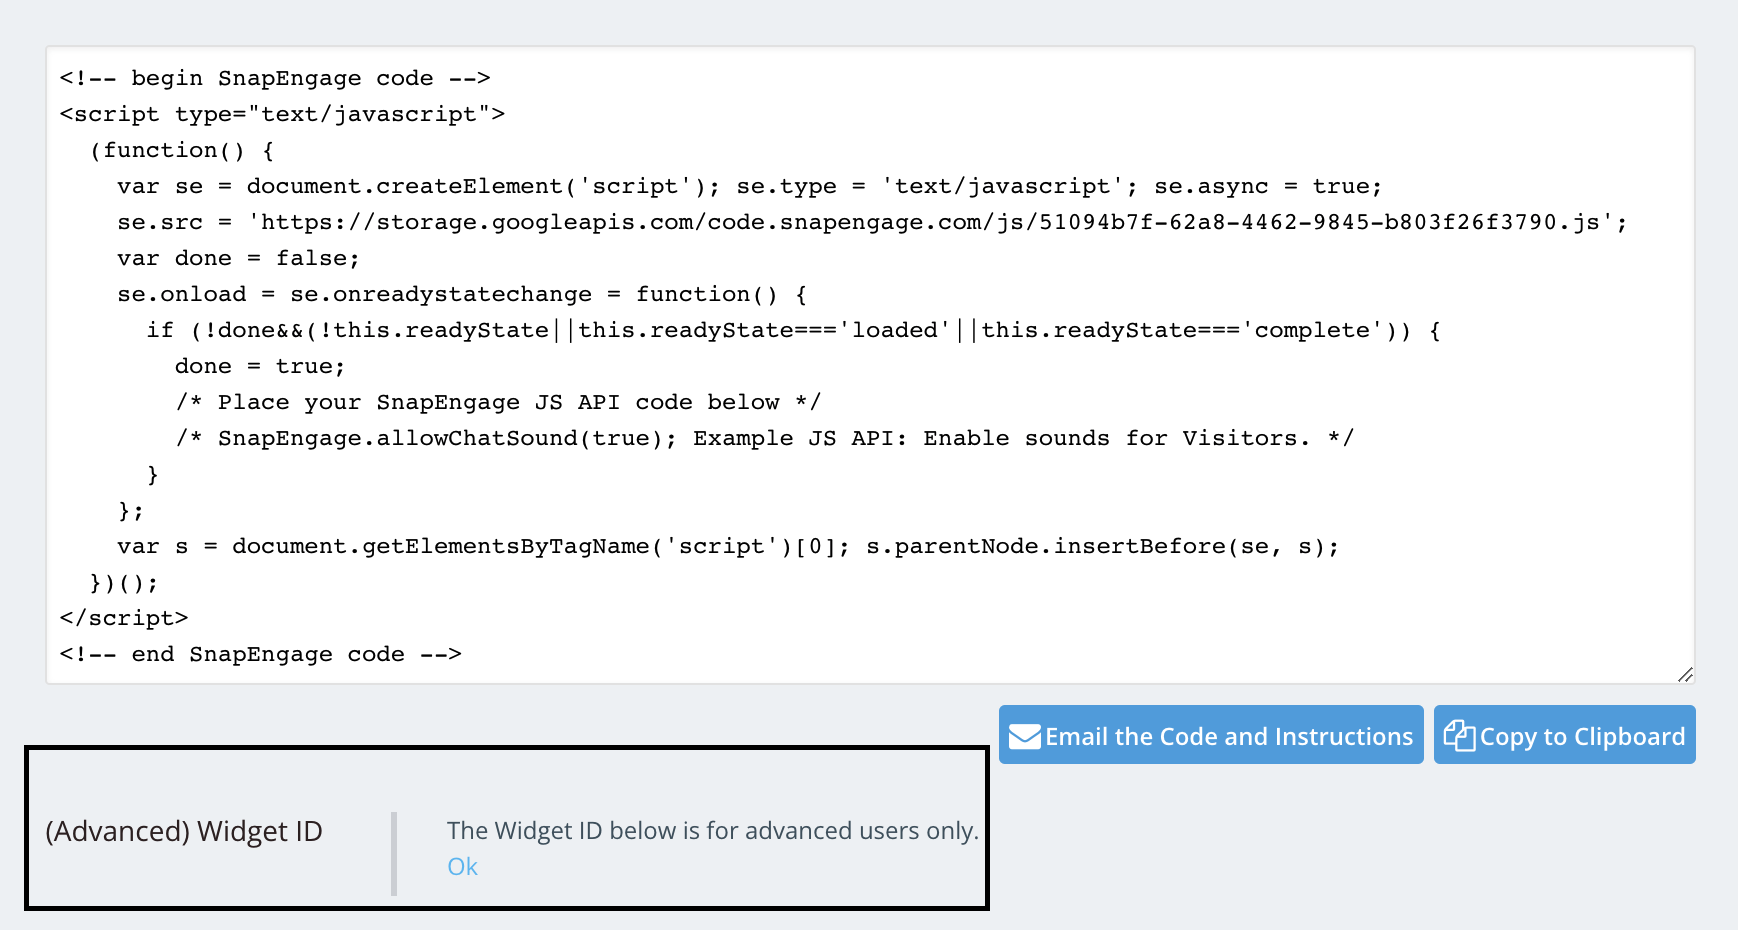 <!-- begin SnapEngage code -->
<script type="text/javascript">
  (function() {
    var se = document.createElement('script'); se.type = 'text/javascript'; se.async = true;
    se.src = 'https://storage.googleapis.com/code.snapengage.com/js/51094b7f-62a8-4462-9845-b803f26f3790.js';
    var done = false;
    se.onload = se.onreadystatechange = function() {
      if (!done&&(!this.readyState||this.readyState==='loaded'||this.readyState==='complete')) {
        done = true;
        /* Place your SnapEngage JS API code below */
        /* SnapEngage.allowChatSound(true); Example JS API: Enable sounds for Visitors. */
      }
    };
    var s = document.getElementsByTagName('script')[0]; s.parentNode.insertBefore(se, s);
  })();
</script>
<!-- end SnapEngage code -->
Email the Code and Instructions
Copy to Clipboard
(Advanced) Widget ID
The Widget ID below is for advanced users only.
Ok